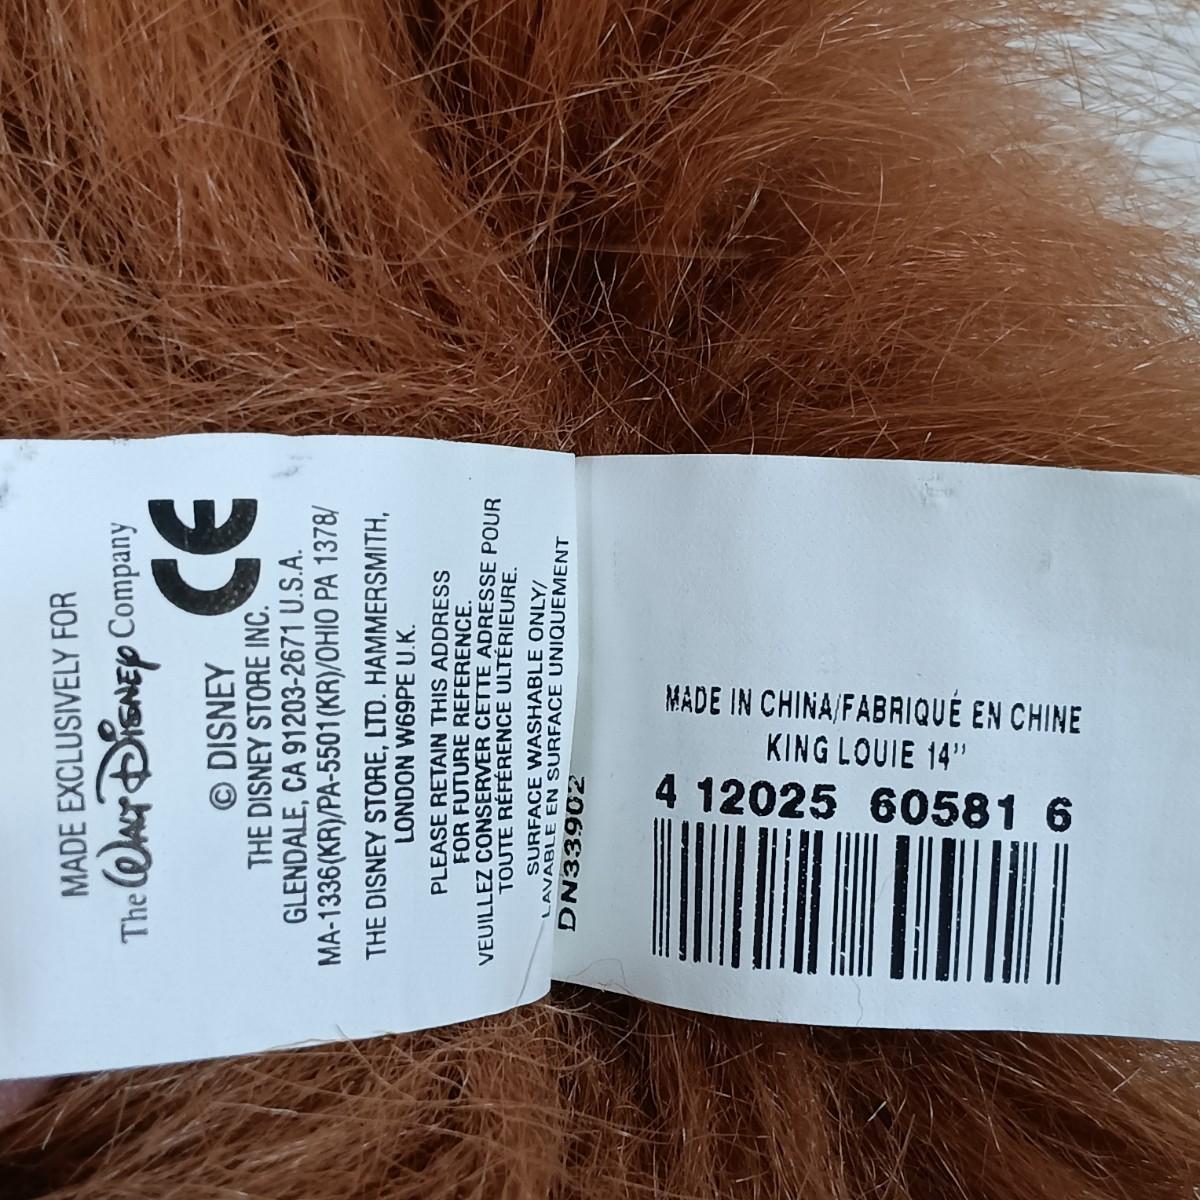 MADE EXCLUSIVELY FOR
The WALT DISNEY Company
CE
© DISNEY
THE DISNEY STORE INC.
GLENDALE, CA 91203-2671 U.S.A.
MA-1336(KR)/PA-5501(KR)/OHIO PA 1378/
THE DISNEY STORE, LTD. HAMMERSMITH,
LONDON W69PE U.K.
PLEASE RETAIN THIS ADDRESS
FOR FUTURE REFERENCE.
VEUILLEZ CONSERVER CETTE ADRESSE POUR
TOUTE RÉFÉRENCE ULTÉRIEURE.
SURFACE WASHABLE ONLY/
LAVABLE EN SURFACE UNIQUEMENT
DN33902
MADE IN CHINA/FABRIQUÉ EN CHINE
KING LOUIE 14"
4 12025 60581 6